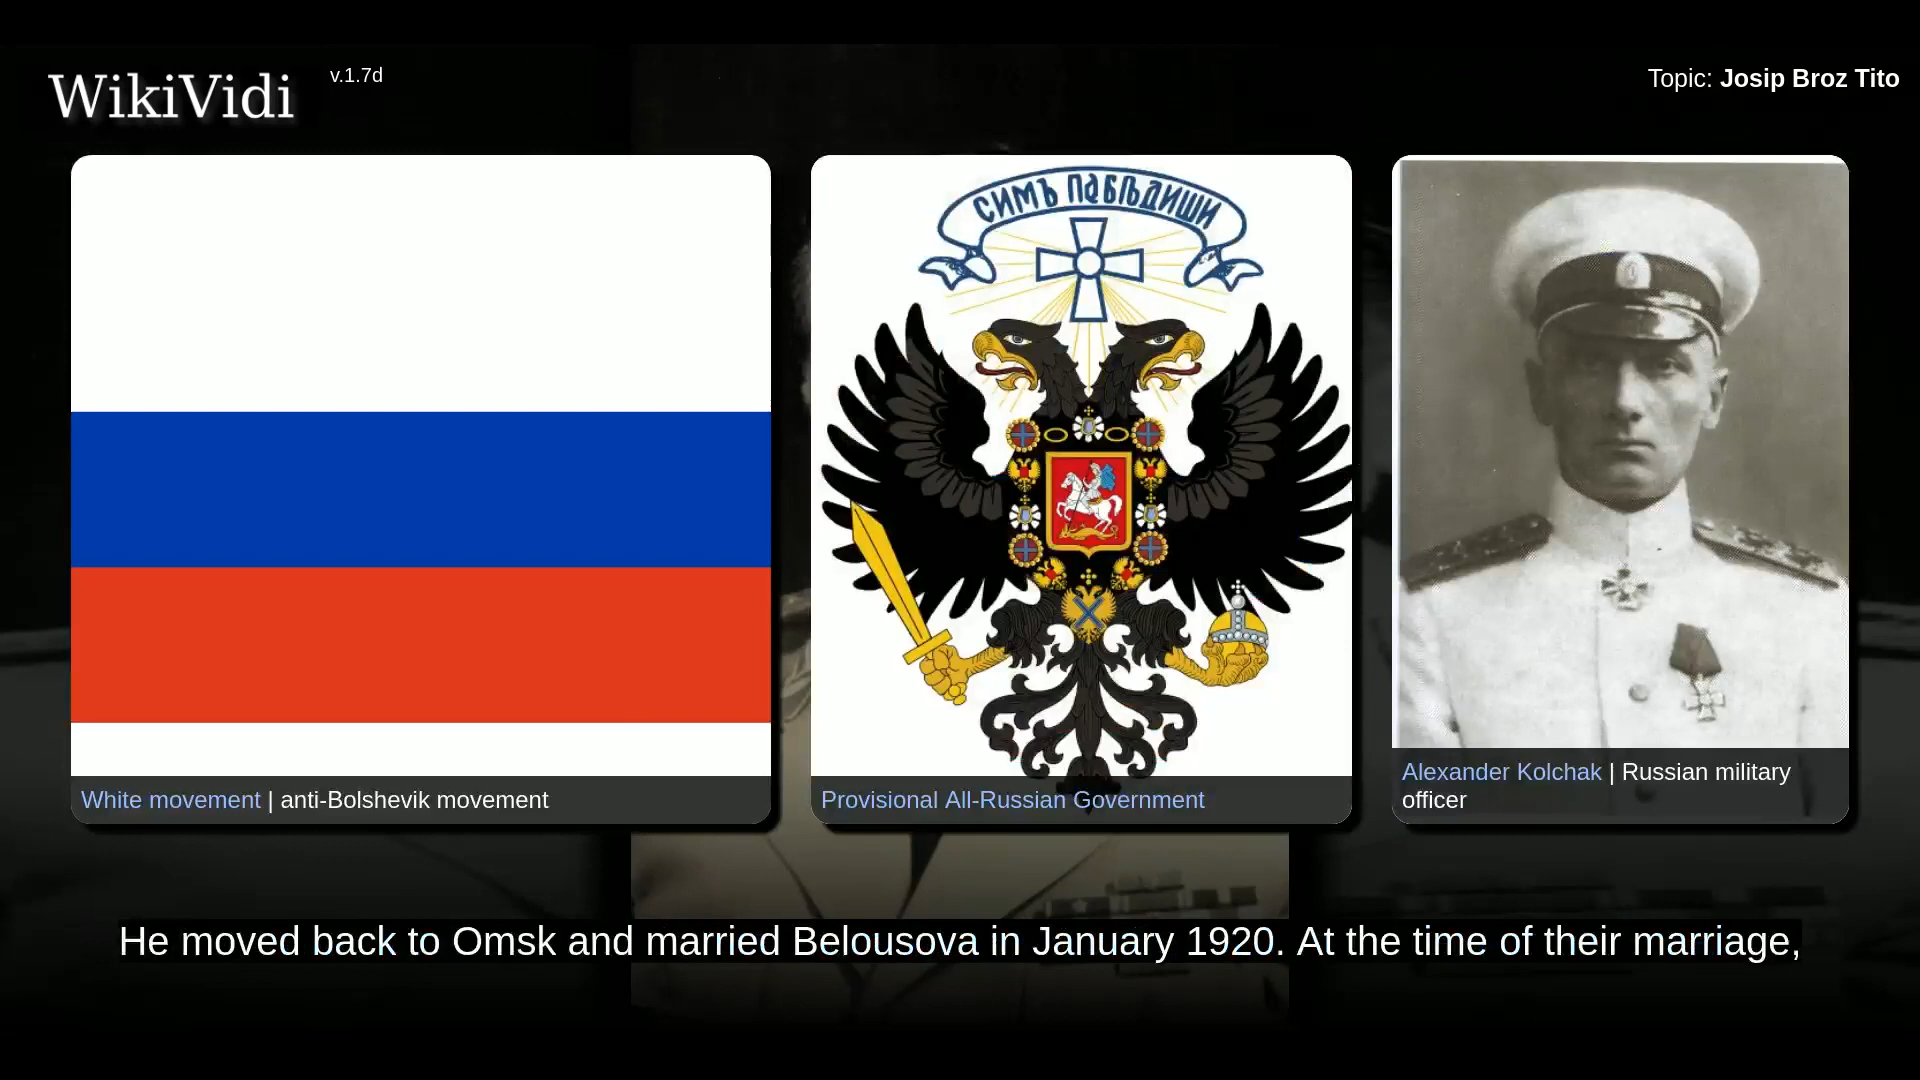 WikiVidi
v.1.7d
Topic: Josip Broz Tito
СИМЪ ПОБѢДИШИ
White movement | anti-Bolshevik movement
Provisional All-Russian Government
Alexander Kolchak | Russian military
officer
He moved back to Omsk and married Belousova in January 1920. At the time of their marriage,